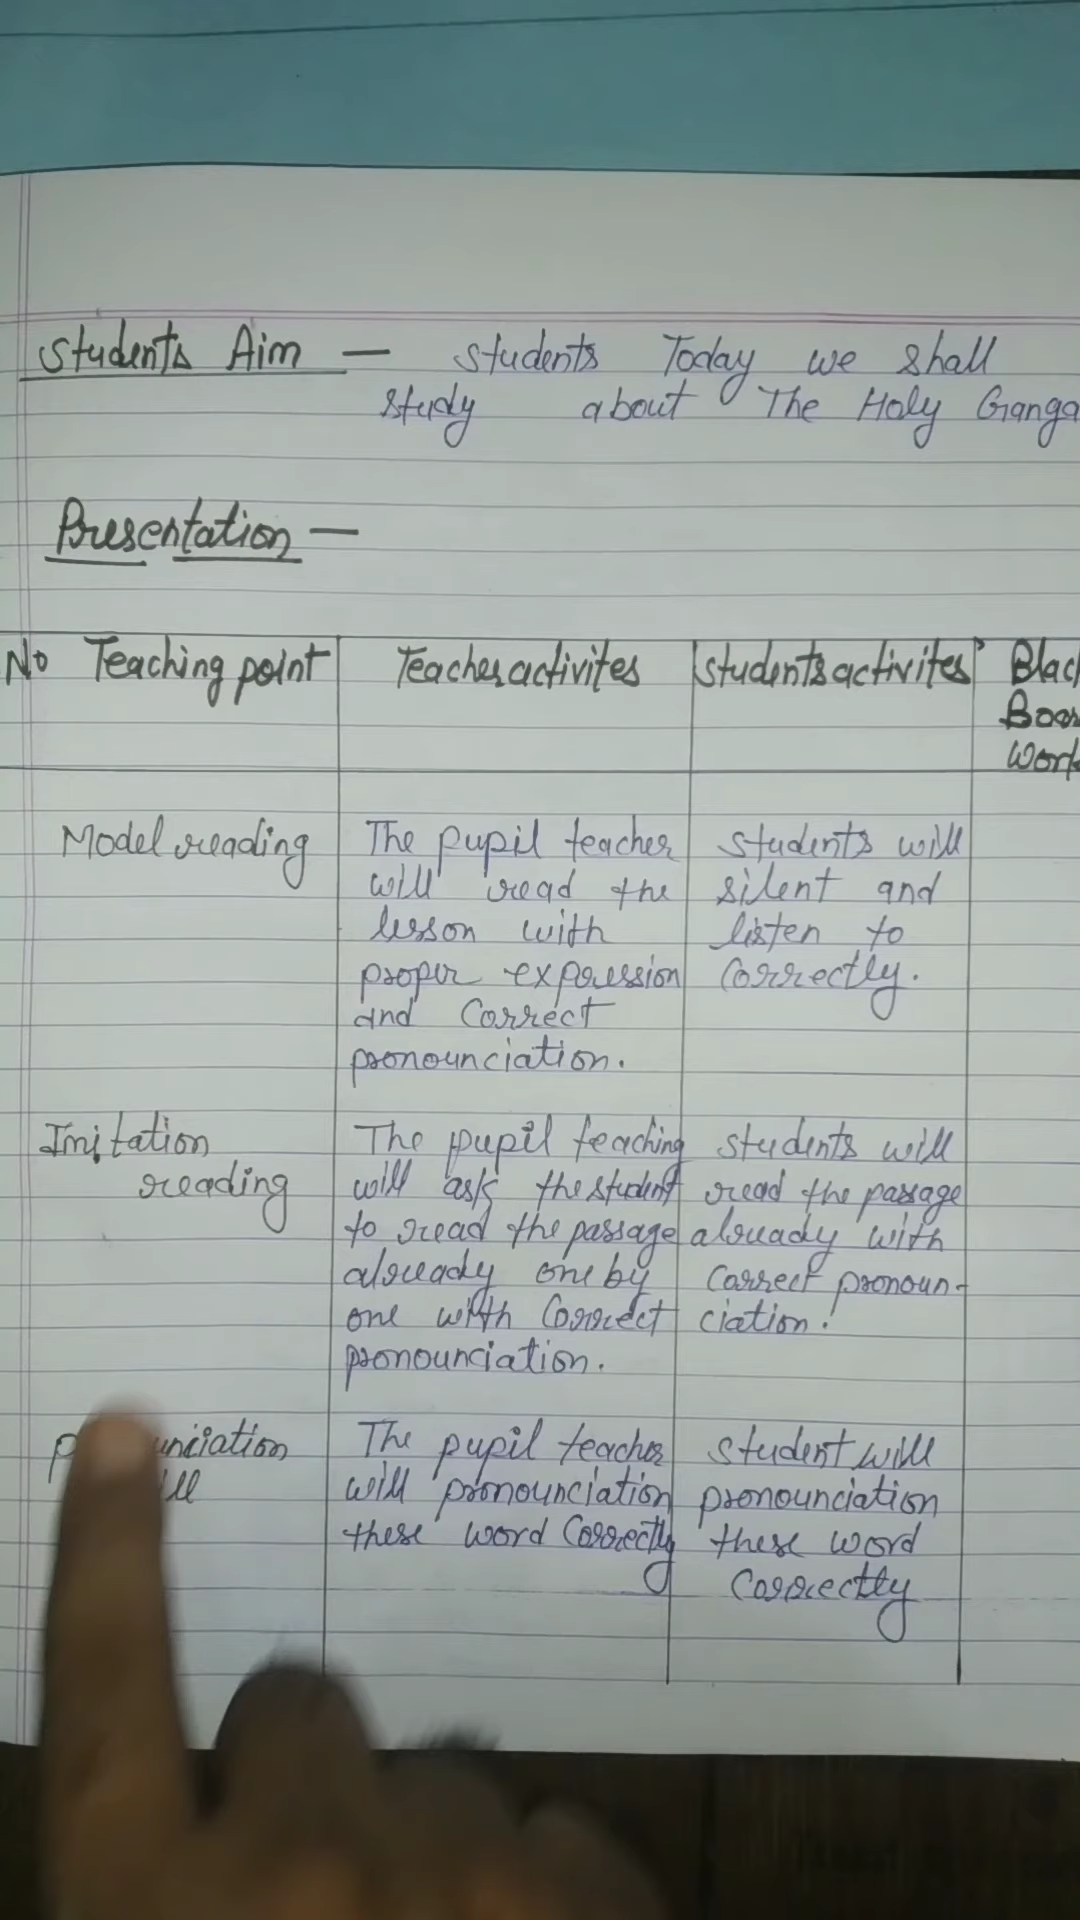 Students Aim — Students Today we shall
study about The Holy Ganga
Presentation —
No Teaching point Teacher activites Students activites Black
Board
Work
Model reading The pupil teacher students will
will read the silent and
lesson with listen to
proper expression correctly.
and correct
pronounciation.
Imitation The pupil teaching students will
reading will ask the student read the passage
to read the passage already with
already one by correct pronoun-
one with correct ciation.
pronounciation.
The pupil teacher student will
will pronounciation pronounciation
these word correctly these word
correctly